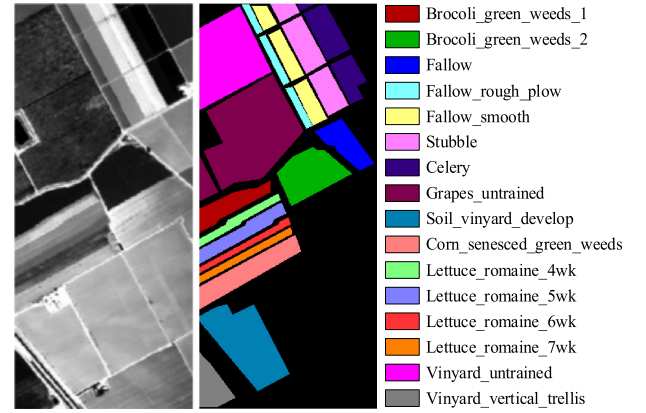 Brocoli_green_weeds_1
Brocoli_green_weeds_2
Fallow
Fallow_rough_plow
Fallow_smooth
Stubble
Celery
Grapes_untrained
Soil_vinyard_develop
Corn_senesced_green_weeds
Lettuce_romaine_4wk
Lettuce_romaine_5wk
Lettuce_romaine_6wk
Lettuce_romaine_7wk
Vinyard_untrained
Vinyard_vertical_trellis